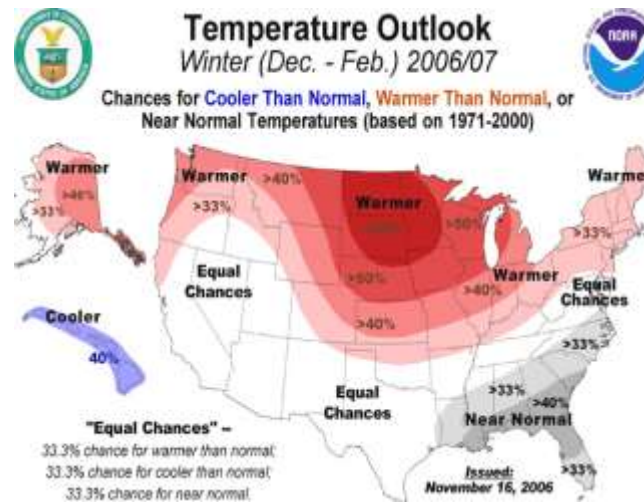 Temperature Outlook
Winter (Dec. - Feb.) 2006/07
NOAA
Chances for Cooler Than Normal, Warmer Than Normal, or
Near Normal Temperatures (based on 1971-2000)
Warmer
>40%
>33%
Warmer
>33%
>40%
Warmer
>50%
Warmer
>33%
Equal
Chances
>50%
>40%
Warmer
>40%
Equal
Chances
Cooler
40%
Equal
Chances
>33%
>33%
>40%
Near Normal
>33%
"Equal Chances" –
33.3% chance for warmer than normal;
33.3% chance for cooler than normal;
33.3% chance for near normal.
Issued:
November 16, 2006